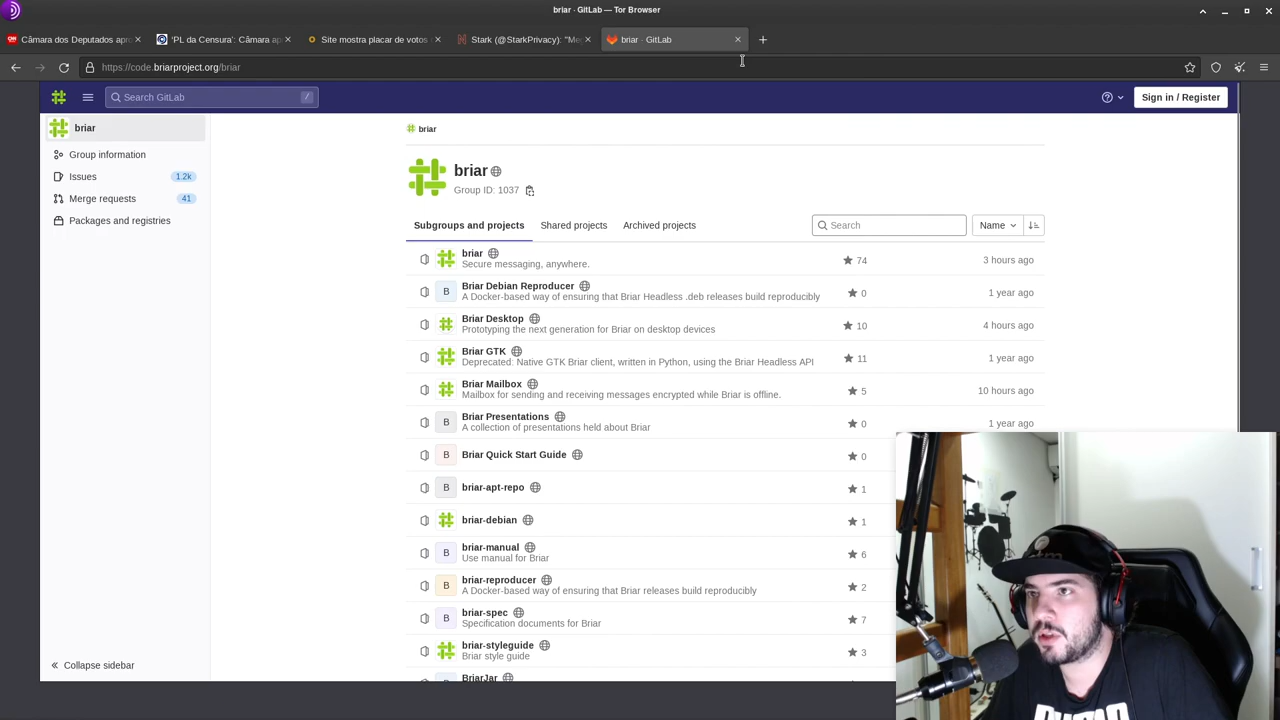 briar · GitLab — Tor Browser
Câmara dos Deputados apro
'PL da Censura': Câmara ap
Site mostra placar de votos
Stark (@StarkPrivacy): "Me
briar · GitLab
https://code.briarproject.org/briar
Search GitLab /
Sign in / Register
briar
Group information
Issues 1.2k
Merge requests 41
Packages and registries
Collapse sidebar
briar
briar
Group ID: 1037
Subgroups and projects Shared projects Archived projects
Search
Name
briar
Secure messaging, anywhere.
74 3 hours ago
B Briar Debian Reproducer
A Docker-based way of ensuring that Briar Headless .deb releases build reproducibly
0 1 year ago
Briar Desktop
Prototyping the next generation for Briar on desktop devices
10 4 hours ago
Briar GTK
Deprecated: Native GTK Briar client, written in Python, using the Briar Headless API
11 1 year ago
Briar Mailbox
Mailbox for sending and receiving messages encrypted while Briar is offline.
5 10 hours ago
B Briar Presentations
A collection of presentations held about Briar
0 1 year ago
B Briar Quick Start Guide
0
B briar-apt-repo
1
briar-debian
1
B briar-manual
Use manual for Briar
6
B briar-reproducer
A Docker-based way of ensuring that Briar releases build reproducibly
2
B briar-spec
Specification documents for Briar
7
briar-styleguide
Briar style guide
3
BriarJar